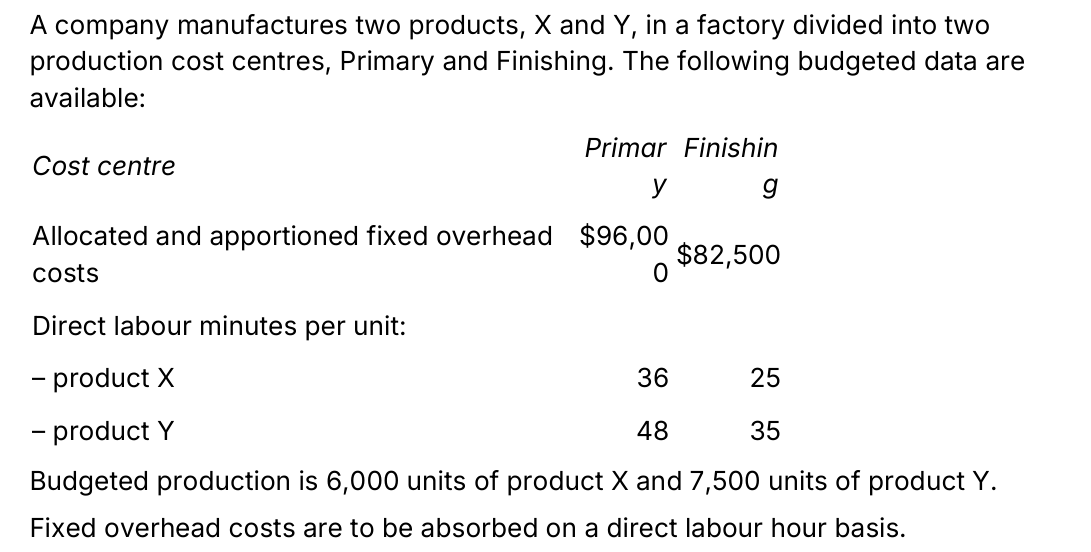 A company manufactures two products, X and Y, in a factory divided into two
production cost centres, Primary and Finishing. The following budgeted data are
available:
Cost centre Primar Finishin
y g
Allocated and apportioned fixed overhead $96,00 $82,500
costs 0
Direct labour minutes per unit:
– product X 36 25
– product Y 48 35
Budgeted production is 6,000 units of product X and 7,500 units of product Y.
Fixed overhead costs are to be absorbed on a direct labour hour basis.